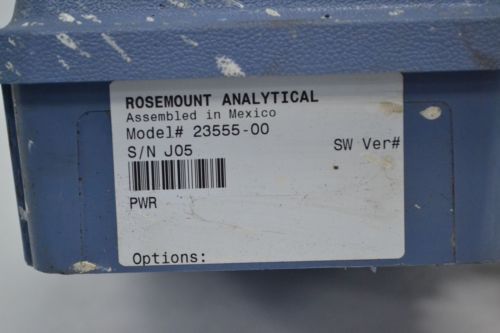 ROSEMOUNT ANALYTICAL
Assembled in Mexico
Model# 23555-00
S/N J05 SW Ver#
PWR
Options: